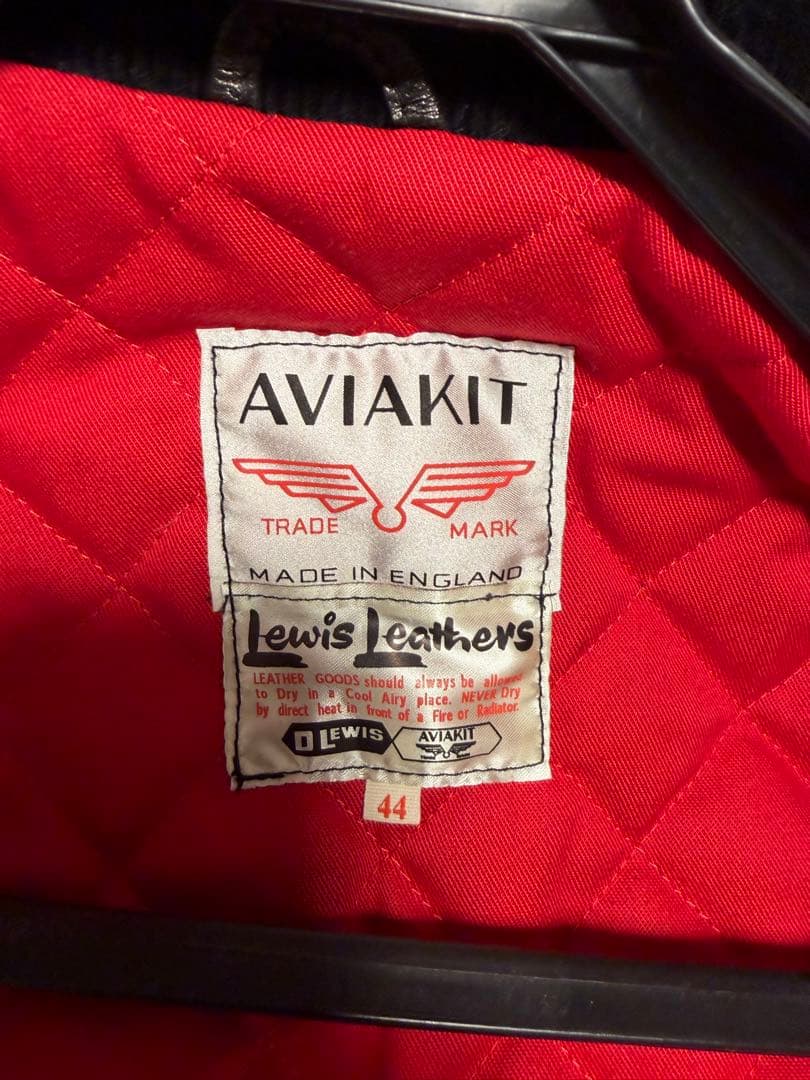 AVIAKIT
TRADE MARK
MADE IN ENGLAND
Lewis Leathers
LEATHER GOODS should always be allowed
to Dry in a Cool Airy place. NEVER Dry
by direct heat in front of a Fire or Radiator.
D LEWIS AVIAKIT
44